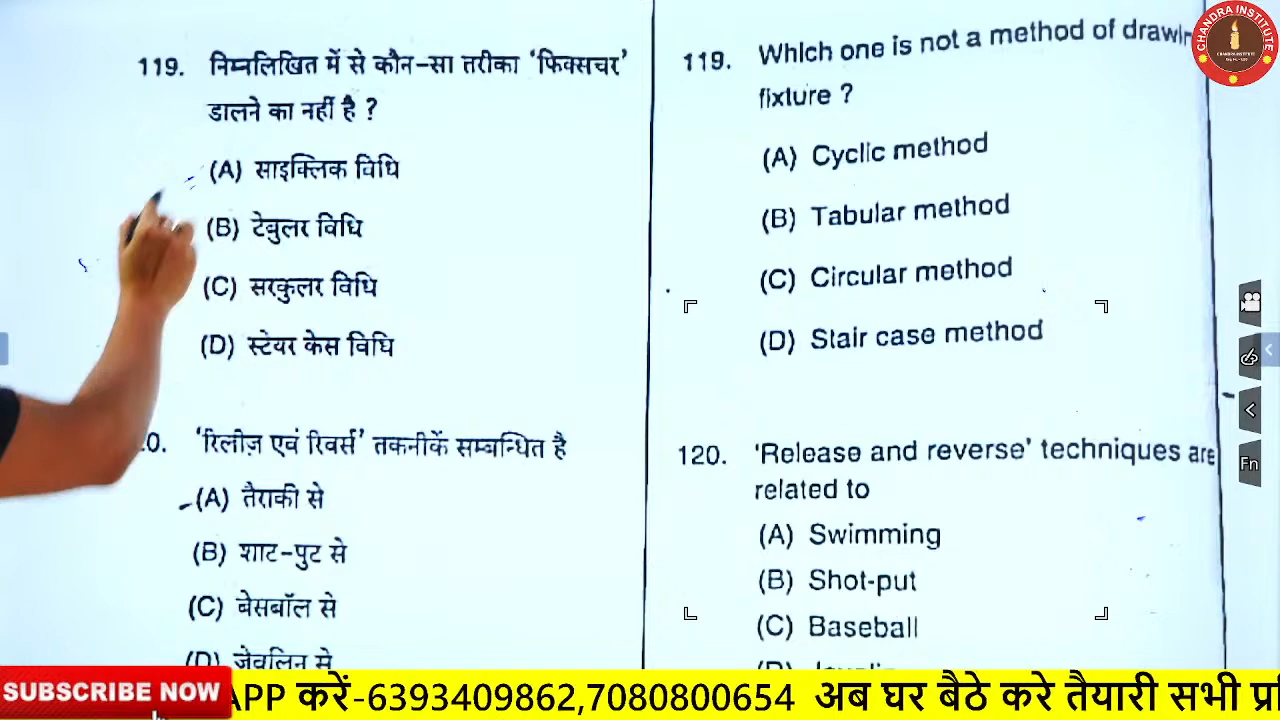 119. निम्नलिखित में से कौन-सा तरीका 'फिक्सचर'
डालने का नहीं है ?
(A) साइक्लिक विधि
(B) टेबुलर विधि
(C) सरकुलर विधि
(D) स्टेयर केस विधि
'रिलीज़ एवं रिवर्स' तकनीकें सम्बन्धित है
(A) तैराकी से
(B) शाट-पुट से
(C) बेसबॉल से
(D) जेवलिन से
119. Which one is not a method of
fixture ?
(A) Cyclic method
(B) Tabular method
(C) Circular method
(D) Stair case method
120. 'Release and reverse' techniques are
related to
(A) Swimming
(B) Shot-put
(C) Baseball
CHANDRA INSTITUTE
Fn
SUBSCRIBE NOW
APP करें-6393409862,7080800654 अब घर बैठे करे तैयारी सभी